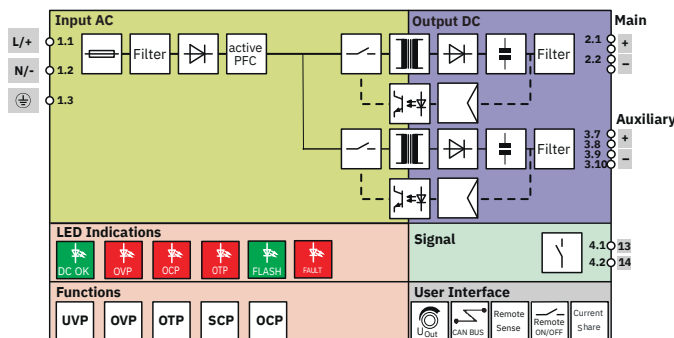 Input AC
Output DC
Main
L/+
1.1
Filter
active
PFC
Filter
2.1
+
2.2
−
N/-
1.2
1.3
Auxiliary
Filter
3.7
3.8
3.9
3.10
+
−
LED Indications
DC OK
OVP
OCP
OTP
FLASH
FAULT
Signal
4.1
13
4.2
14
Functions
UVP
OVP
OTP
SCP
OCP
User Interface
UOut
CAN BUS
Remote
Sense
Remote
ON/OFF
Current
Share